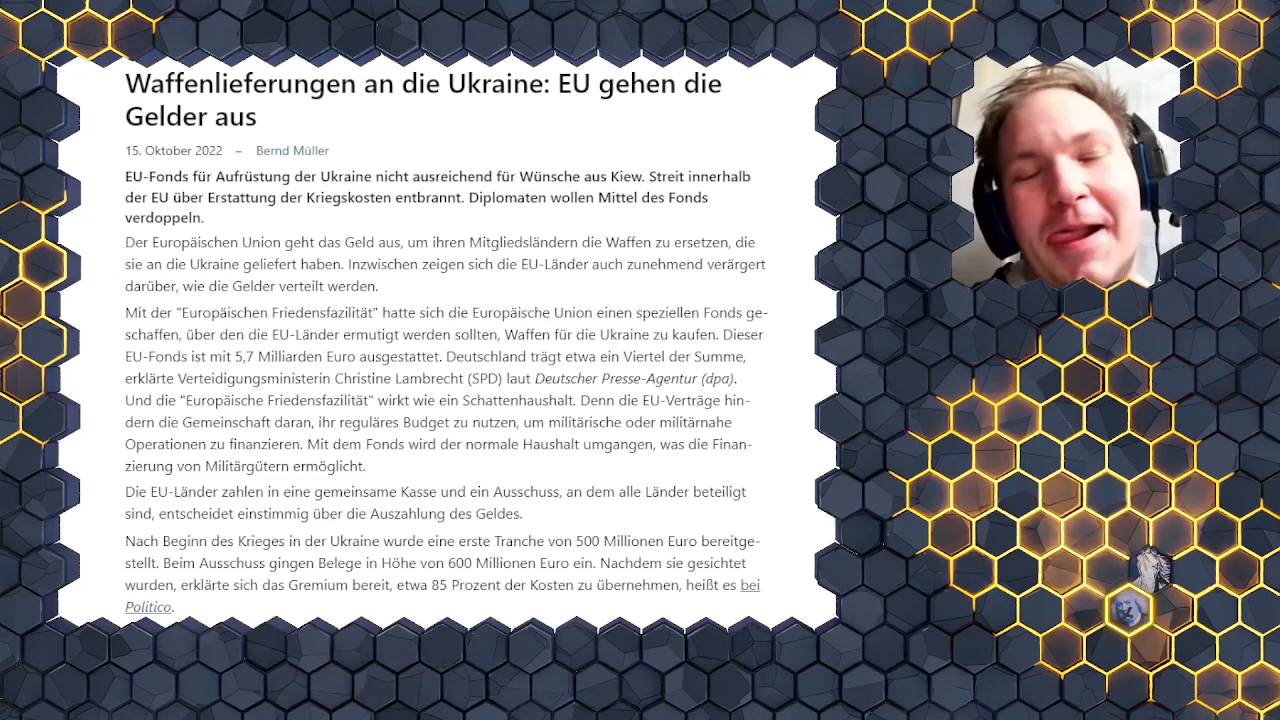 Waffenlieferungen an die Ukraine: EU gehen die
Gelder aus
15. Oktober 2022 – Bernd Müller
EU-Fonds für Aufrüstung der Ukraine nicht ausreichend für Wünsche aus Kiew. Streit innerhalb
der EU über Erstattung der Kriegskosten entbrannt. Diplomaten wollen Mittel des Fonds
verdoppeln.
Der Europäischen Union geht das Geld aus, um ihren Mitgliedsländern die Waffen zu ersetzen, die
sie an die Ukraine geliefert haben. Inzwischen zeigen sich die EU-Länder auch zunehmend verärgert
darüber, wie die Gelder verteilt werden.
Mit der "Europäischen Friedensfazilität" hatte sich die Europäische Union einen speziellen Fonds ge-
schaffen, über den die EU-Länder ermutigt werden sollten, Waffen für die Ukraine zu kaufen. Dieser
EU-Fonds ist mit 5,7 Milliarden Euro ausgestattet. Deutschland trägt etwa ein Viertel der Summe,
erklärte Verteidigungsministerin Christine Lambrecht (SPD) laut Deutscher Presse-Agentur (dpa).
Und die "Europäische Friedensfazilität" wirkt wie ein Schattenhaushalt. Denn die EU-Verträge hin-
dern die Gemeinschaft daran, ihr reguläres Budget zu nutzen, um militärische oder militärnahe
Operationen zu finanzieren. Mit dem Fonds wird der normale Haushalt umgangen, was die Finan-
zierung von Militärgütern ermöglicht.
Die EU-Länder zahlen in eine gemeinsame Kasse und ein Ausschuss, an dem alle Länder beteiligt
sind, entscheidet einstimmig über die Auszahlung des Geldes.
Nach Beginn des Krieges in der Ukraine wurde eine erste Tranche von 500 Millionen Euro bereitge-
stellt. Beim Ausschuss gingen Belege in Höhe von 600 Millionen Euro ein. Nachdem sie gesichtet
wurden, erklärte sich das Gremium bereit, etwa 85 Prozent der Kosten zu übernehmen, heißt es bei
Politico.